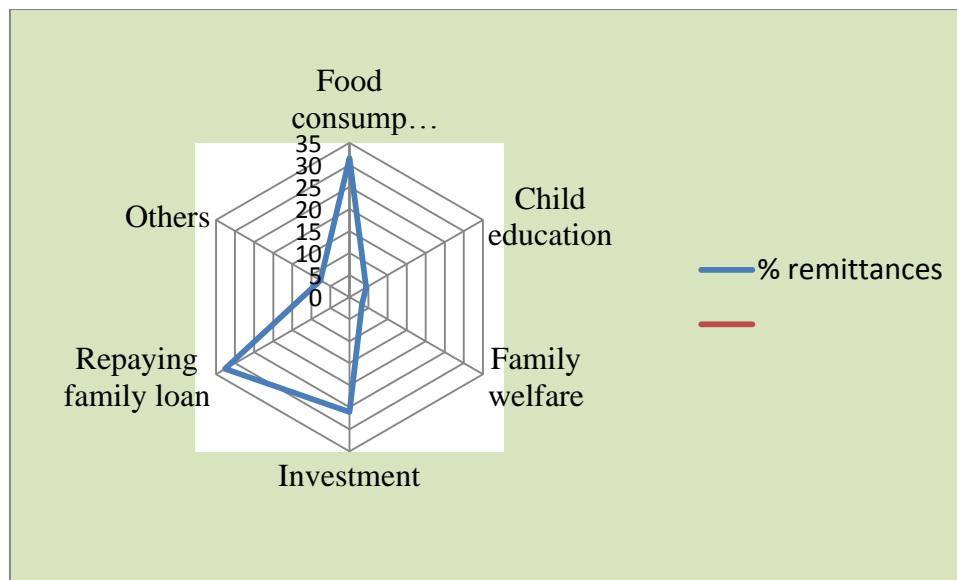 Food
consump…
35
30
25
20
15
10
5
0
Child
education
Family
welfare
Investment
Repaying
family loan
Others
% remittances